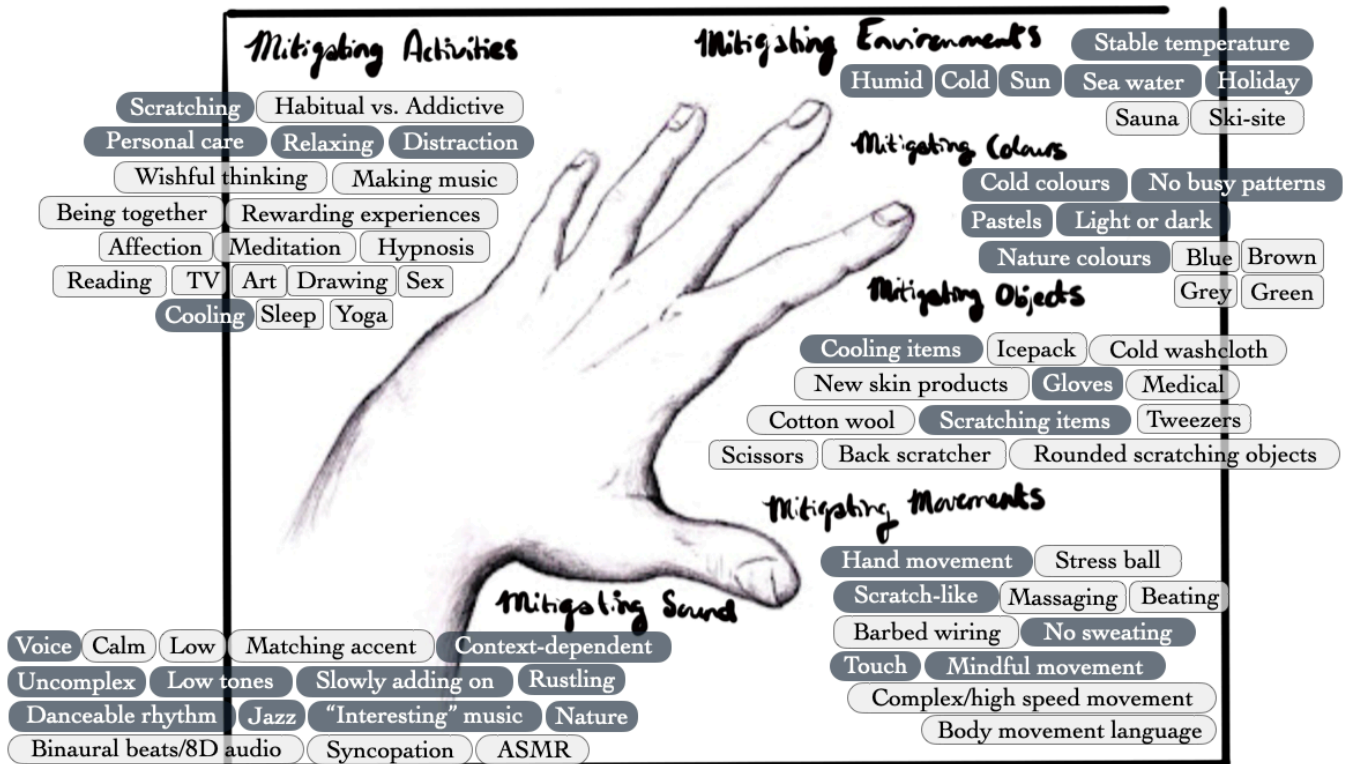 Mitigating Activities
Scratching Habitual vs. Addictive
Personal care Relaxing Distraction
Wishful thinking Making music
Being together Rewarding experiences
Affection Meditation Hypnosis
Reading TV Art Drawing Sex
Cooling Sleep Yoga
Mitigating Environments
Stable temperature
Humid Cold Sun Sea water Holiday
Sauna Ski-site
Mitigating Colours
Cold colours No busy patterns
Pastels Light or dark
Nature colours Blue Brown
Grey Green
Mitigating Objects
Cooling items Icepack Cold washcloth
New skin products Gloves Medical
Cotton wool Scratching items Tweezers
Scissors Back scratcher Rounded scratching objects
Mitigating Movements
Hand movement Stress ball
Scratch-like Massaging Beating
Barbed wiring No sweating
Touch Mindful movement
Complex/high speed movement
Body movement language
Mitigating Sound
Voice Calm Low Matching accent Context-dependent
Uncomplex Low tones Slowly adding on Rustling
Danceable rhythm Jazz “Interesting” music Nature
Binaural beats/8D audio Syncopation ASMR